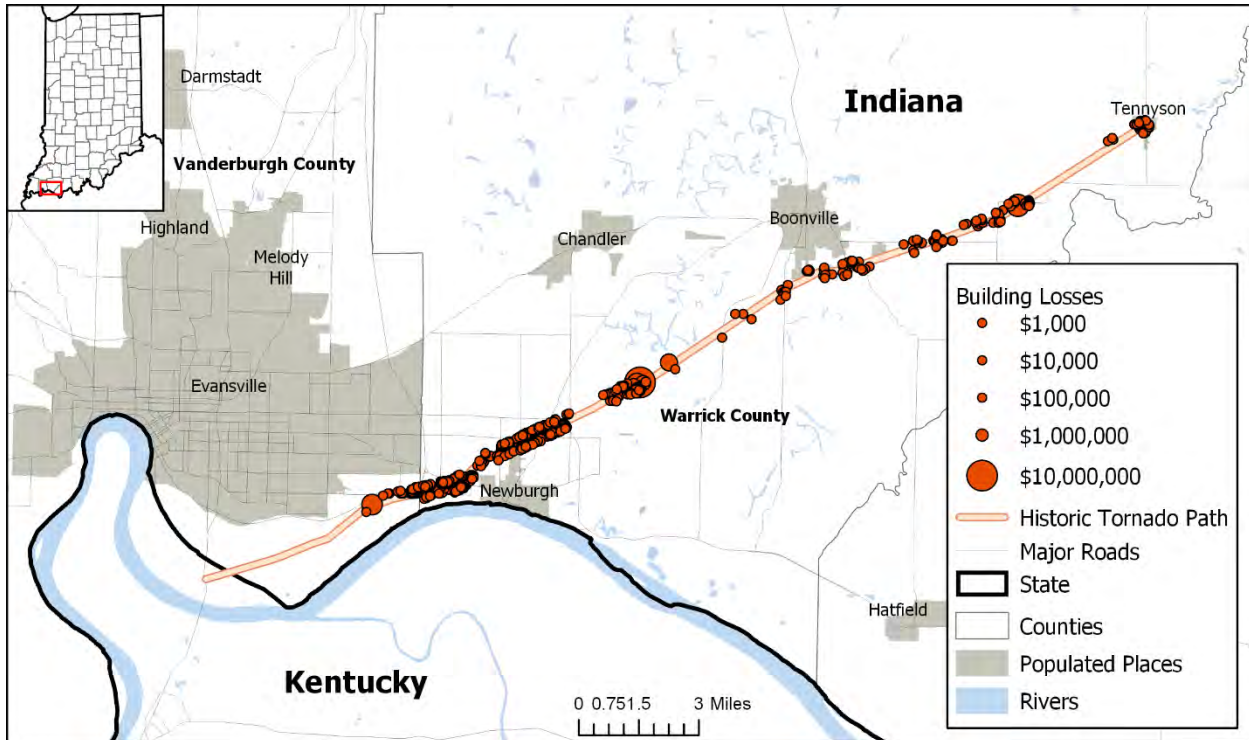 Darmstadt
Indiana
Tennyson
Vanderburgh County
Highland
Boonville
Chandler
Melody
Hill
Evansville
Warrick County
Newburgh
Hatfield
Kentucky
0 0.751.5 3 Miles
Building Losses
$1,000
$10,000
$100,000
$1,000,000
$10,000,000
Historic Tornado Path
Major Roads
State
Counties
Populated Places
Rivers